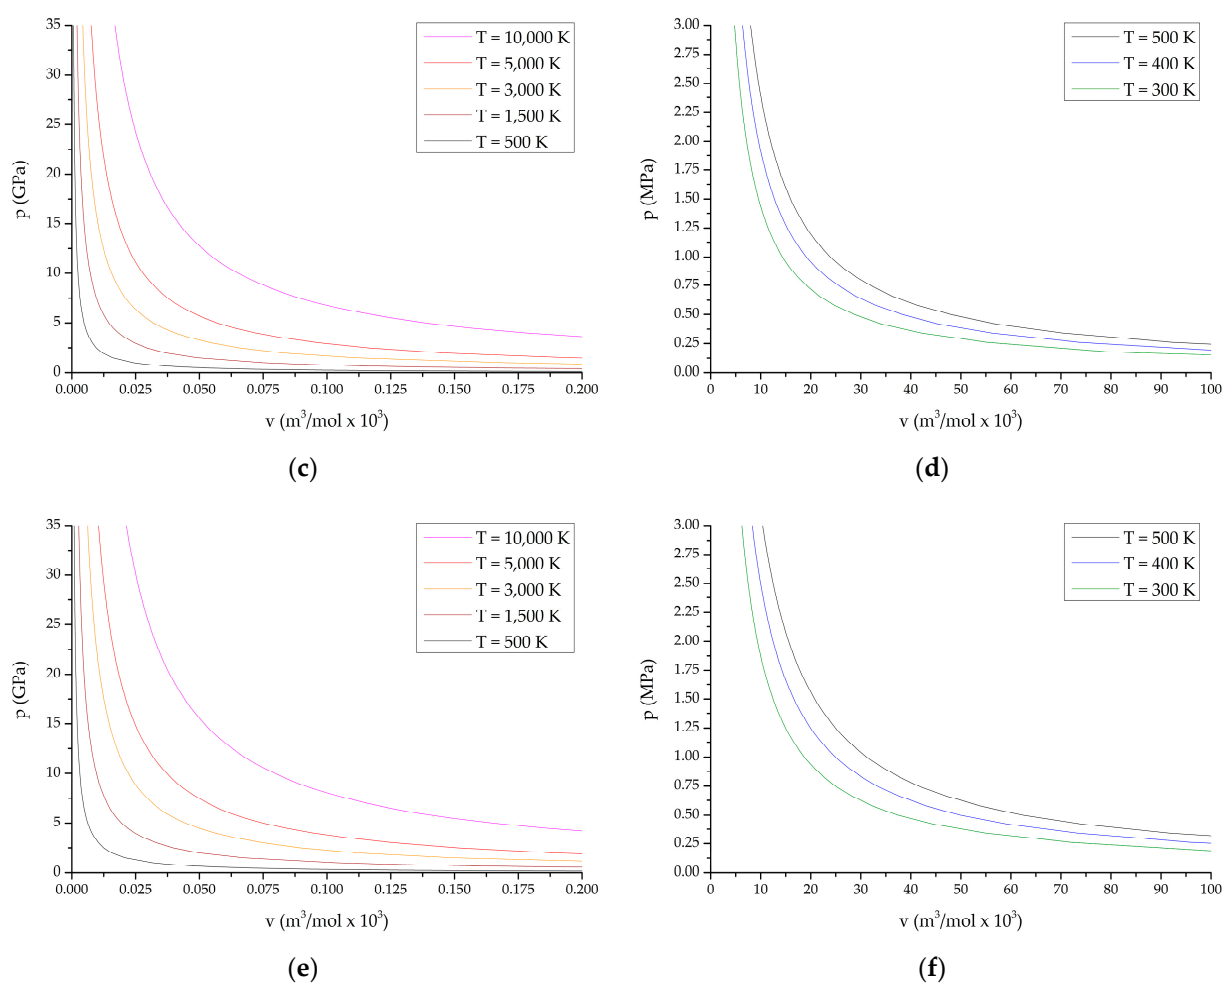 35
30
25
20
15
10
5
0
p (GPa)
T = 10,000 K
T = 5,000 K
T = 3,000 K
T = 1,500 K
T = 500 K
0.000 0.025 0.050 0.075 0.100 0.125 0.150 0.175 0.200
v (m³/mol x 10³)
(c)
3.00
2.75
2.50
2.25
2.00
1.75
1.50
1.25
1.00
0.75
0.50
0.25
0.00
p (MPa)
T = 500 K
T = 400 K
T = 300 K
0 10 20 30 40 50 60 70 80 90 100
v (m³/mol x 10³)
(d)
35
30
25
20
15
10
5
0
p (GPa)
T = 10,000 K
T = 5,000 K
T = 3,000 K
T = 1,500 K
T = 500 K
0.000 0.025 0.050 0.075 0.100 0.125 0.150 0.175 0.200
v (m³/mol x 10³)
(e)
3.00
2.75
2.50
2.25
2.00
1.75
1.50
1.25
1.00
0.75
0.50
0.25
0.00
p (MPa)
T = 500 K
T = 400 K
T = 300 K
0 10 20 30 40 50 60 70 80 90 100
v (m³/mol x 10³)
(f)